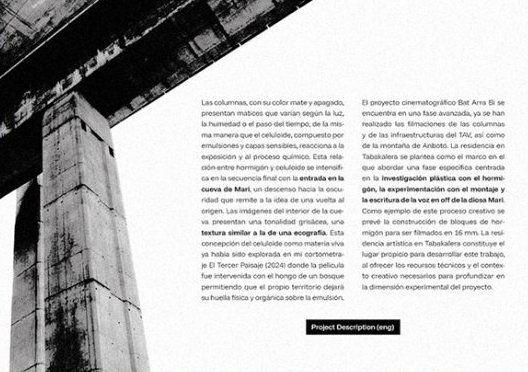 Las columnas, con su color mate y apagado,
presentan matices que varían según la luz,
la humedad o el paso del tiempo, de la mis-
ma manera que el celuloide, compuesto por
emulsiones y capas sensibles, reacciona a la
exposición y al proceso químico. Esta rela-
ción entre hormigón y celuloide se intensifi-
ca en la secuencia final con la entrada en la
cueva de Mari, un descenso hacia la oscu-
ridad que remite a la idea de una vuelta al
origen. Las imágenes del interior de la cue-
va presentan una tonalidad grisácea, una
textura similar a la de una ecografía. Esta
concepción del celuloide como materia viva
ya había sido explorada en mi cortometra-
je El Tercer Paisaje (2024) donde la película
fue intervenida con el hongo de un bosque
permitiendo que el propio territorio dejará
su huella física y orgánica sobre la emulsión.
El proyecto cinematográfico Bat Arra Bi se
encuentra en una fase avanzada, ya se han
realizado las filmaciones de las columnas
y de las infraestructuras del TAV, así como
de la montaña de Anboto. La residencia en
Tabakalera se plantea como el marco en el
que abordar una fase específica centrada
en la investigación plástica con el hormi-
gón, la experimentación con el montaje y
la escritura de la voz en off de la diosa Mari.
Como ejemplo de este proceso creativo se
prevé la construcción de bloques de hor-
migón para ser filmados en 16 mm. La resi-
dencia artística en Tabakalera constituye el
lugar propicio para desarrollar este trabajo,
al ofrecer los recursos técnicos y el contex-
to creativo necesarios para profundizar en
la dimensión experimental del proyecto.
Project Description (eng)